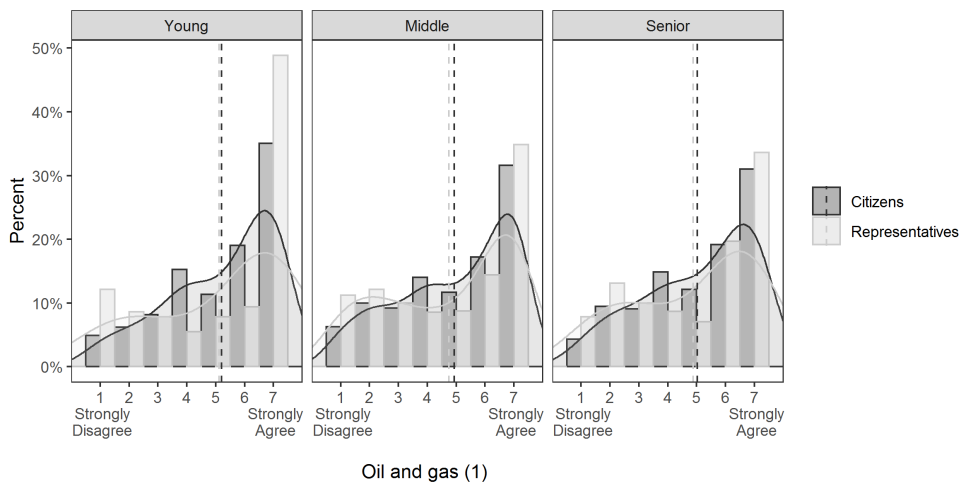 Young
Middle
Senior
50%
40%
30%
20%
10%
0%
Percent
1 2 3 4 5 6 7
Strongly Disagree
Strongly Agree
1 2 3 4 5 6 7
Strongly Disagree
Strongly Agree
1 2 3 4 5 6 7
Strongly Disagree
Strongly Agree
Oil and gas (1)
Citizens
Representatives